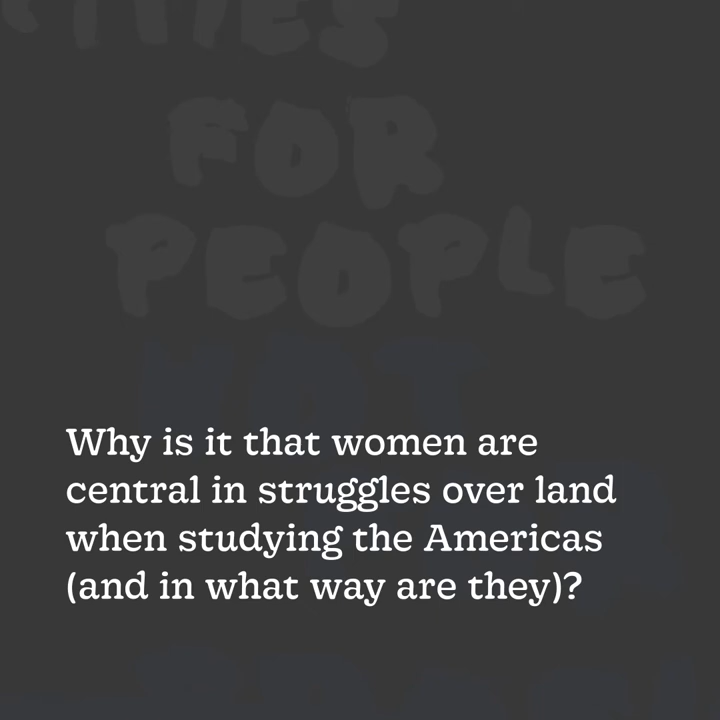 FOR
PEOPLE
NOT
Why is it that women are
central in struggles over land
when studying the Americas
(and in what way are they)?